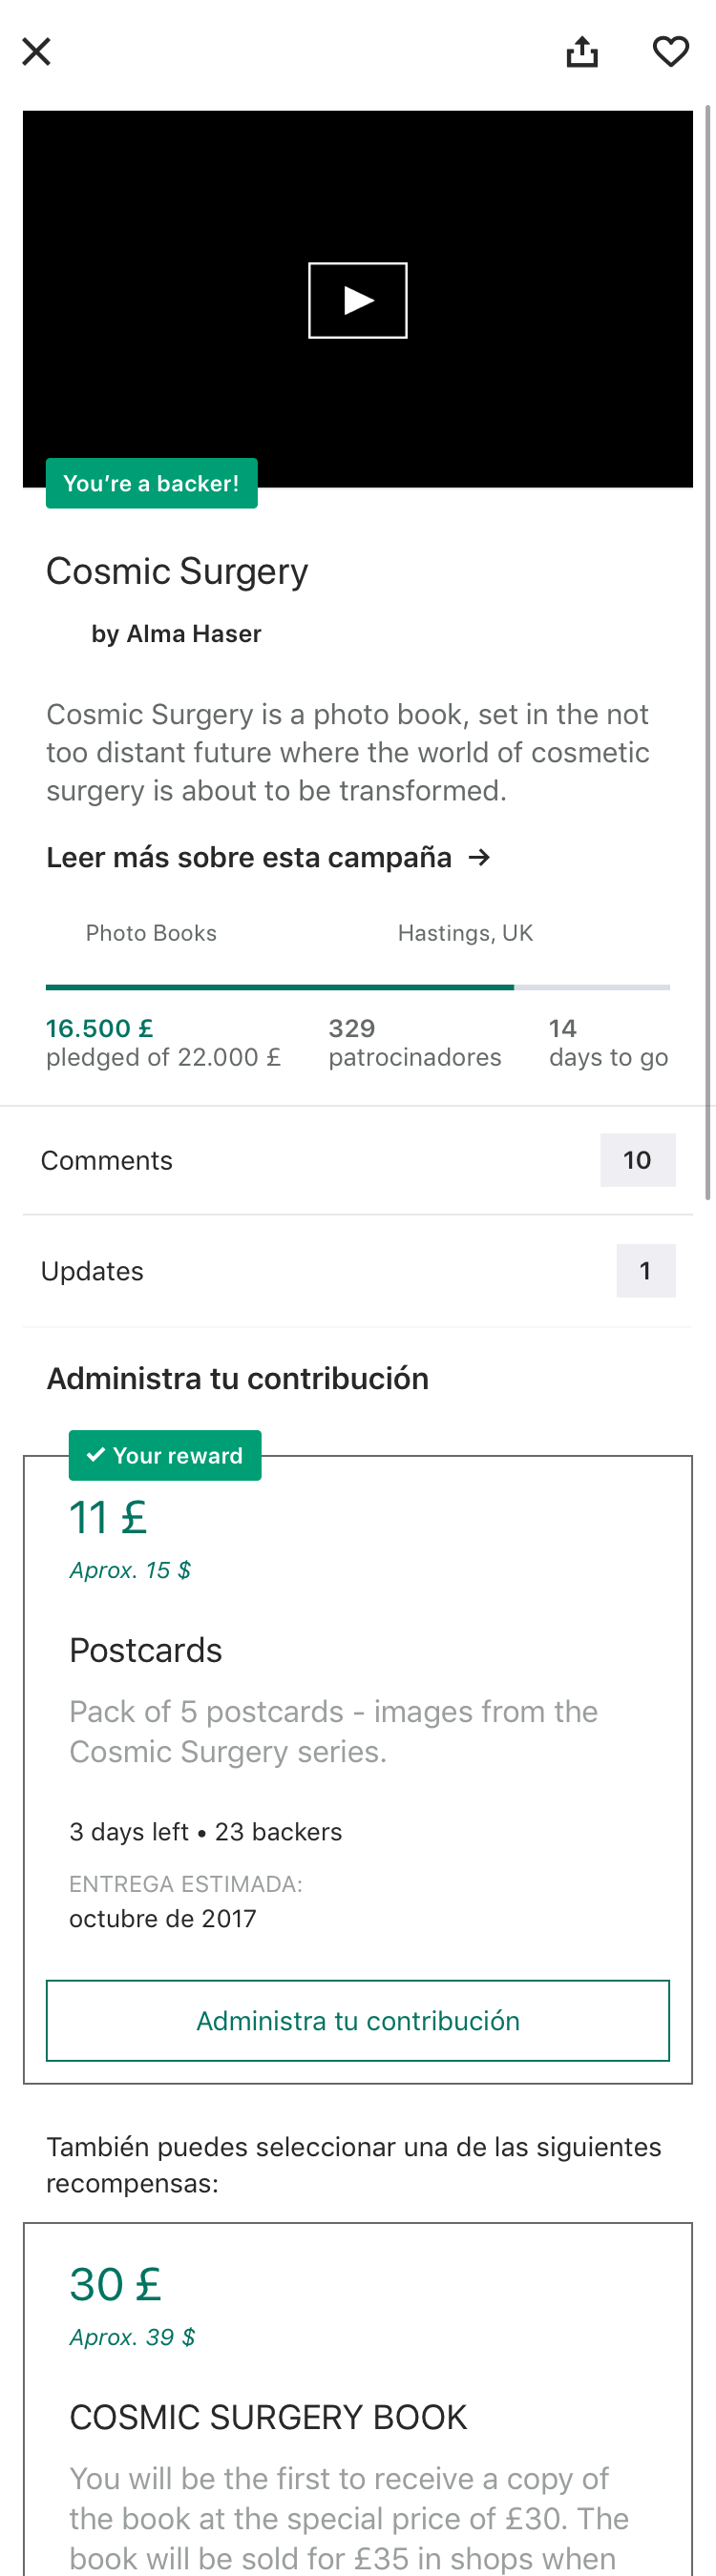 You're a backer!
Cosmic Surgery
by Alma Haser
Cosmic Surgery is a photo book, set in the not
too distant future where the world of cosmetic
surgery is about to be transformed.
Leer más sobre esta campaña →
Photo Books
Hastings, UK
16.500 £
pledged of 22.000 £
329
patrocinadores
14
days to go
Comments
10
Updates
1
Administra tu contribución
✓ Your reward
11 £
Aprox. 15 $
Postcards
Pack of 5 postcards - images from the
Cosmic Surgery series.
3 days left • 23 backers
ENTREGA ESTIMADA:
octubre de 2017
Administra tu contribución
También puedes seleccionar una de las siguientes
recompensas:
30 £
Aprox. 39 $
COSMIC SURGERY BOOK
You will be the first to receive a copy of
the book at the special price of £30. The
book will be sold for £35 in shops when